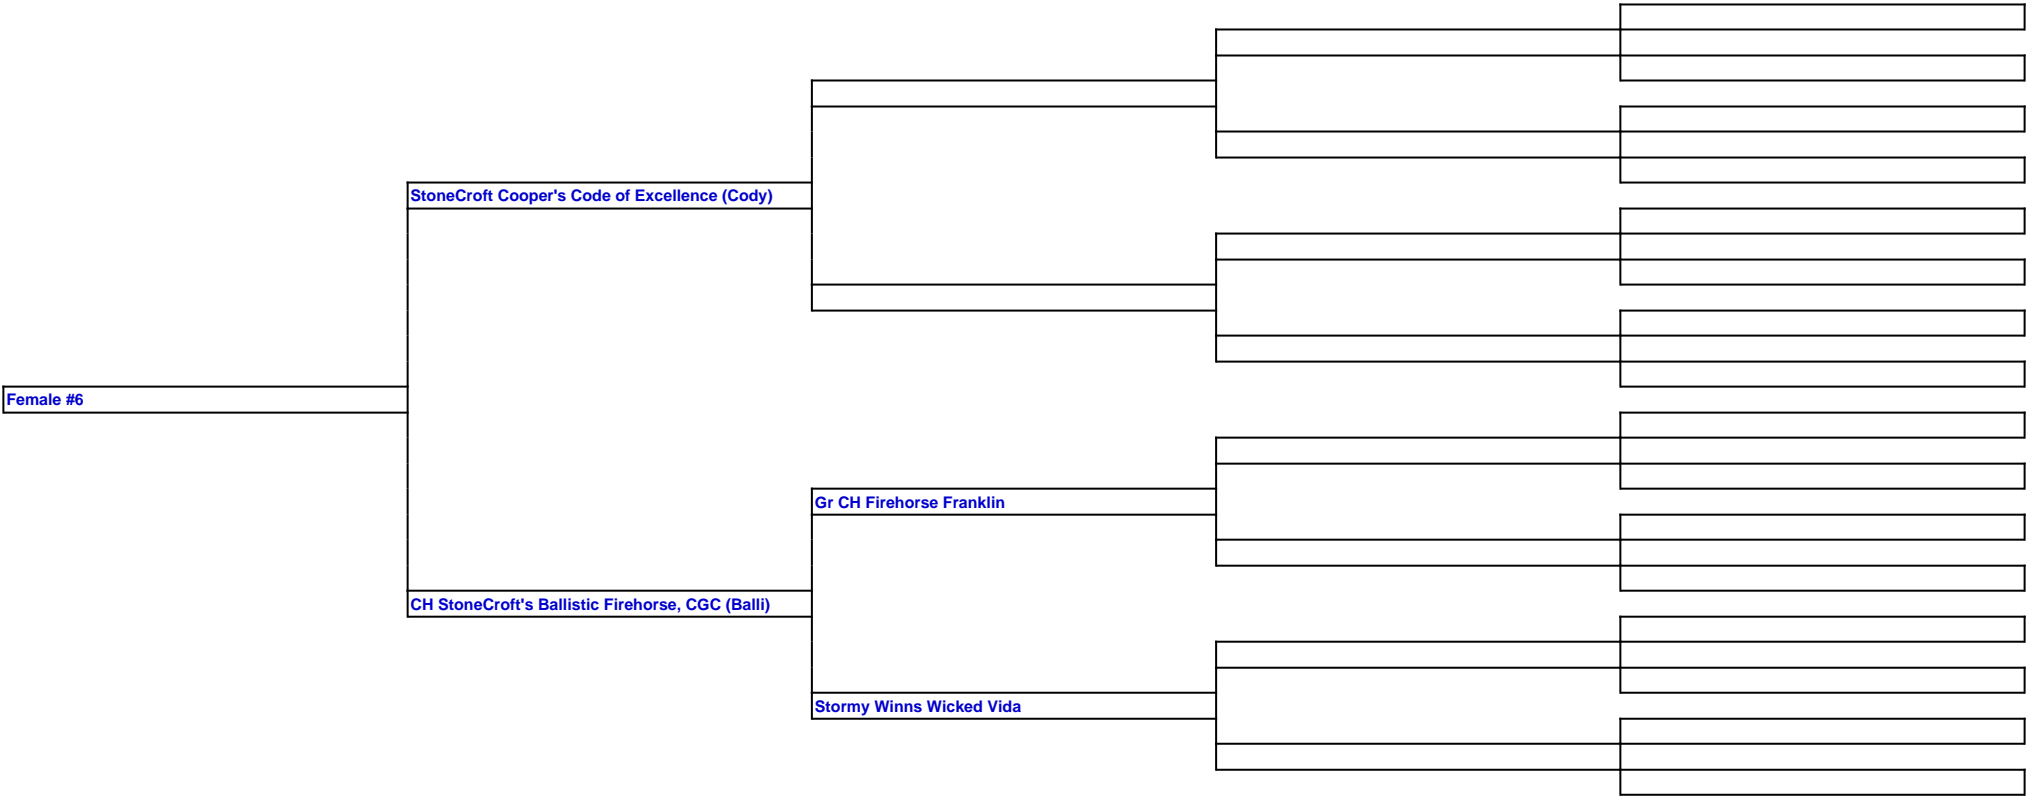 StoneCroft Cooper's Code of Excellence (Cody)
Female #6
Gr CH Firehorse Franklin
CH StoneCroft's Ballistic Firehorse, CGC (Balli)
Stormy Winns Wicked Vida